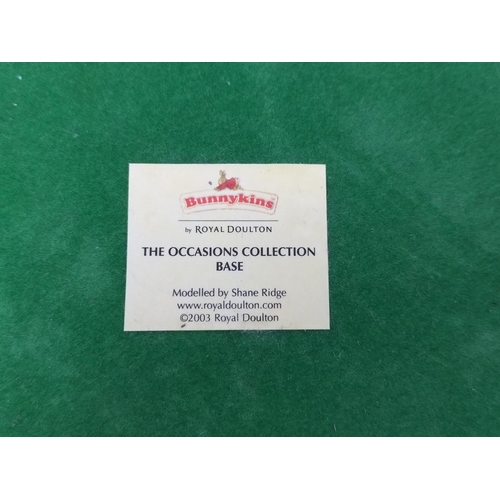 Bunnykins
by ROYAL DOULTON
THE OCCASIONS COLLECTION
BASE
Modelled by Shane Ridge
www.royaldoulton.com
©2003 Royal Doulton